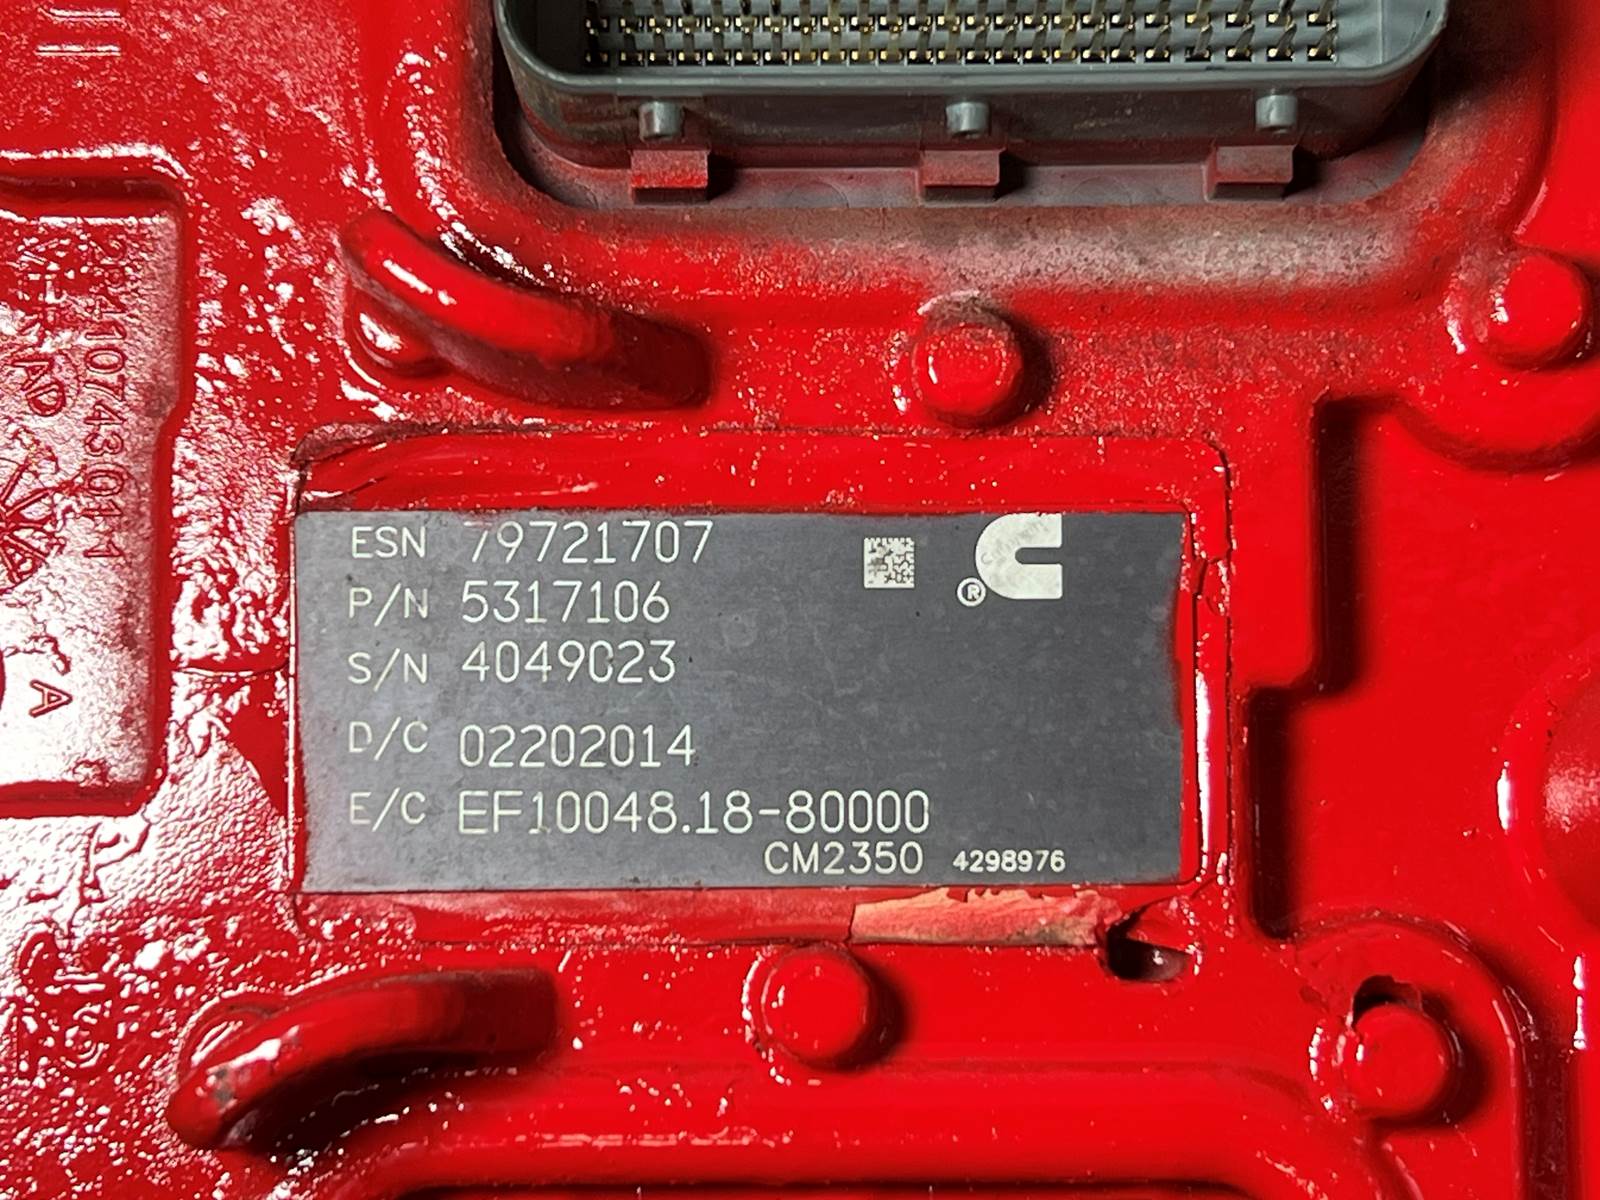 ESN 79721707
P/N 5317106
S/N 4049023
D/C 02202014
E/C EF10048.18-80000
CM2350 4298976
®
A